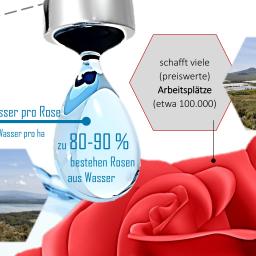 schafft viele
(preiswerte)
Arbeitsplätze
(etwa 100.000)
sser pro Rose
Wasser pro ha
zu 80-90 %
bestehen Rosen
aus Wasser